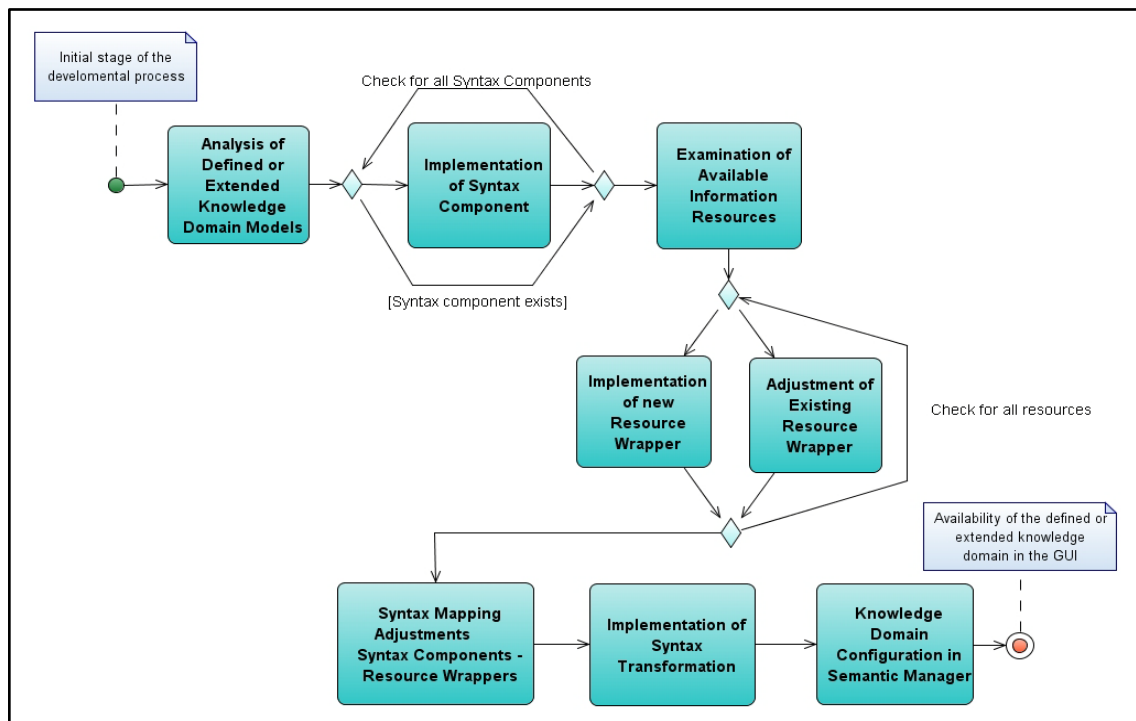 Initial stage of the
develomental process
Check for all Syntax Components
Analysis of
Defined or
Extended
Knowledge
Domain Models
Implementation
of Syntax
Component
Examination of
Available
Information
Resources
[Syntax component exists]
Implementation
of new
Resource
Wrapper
Adjustment of
Existing
Resource
Wrapper
Check for all resources
Availability of the defined or
extended knowledge
domain in the GUI
Syntax Mapping
Adjustments
Syntax Components -
Resource Wrappers
Implementation of
Syntax
Transformation
Knowledge
Domain
Configuration in
Semantic Manager